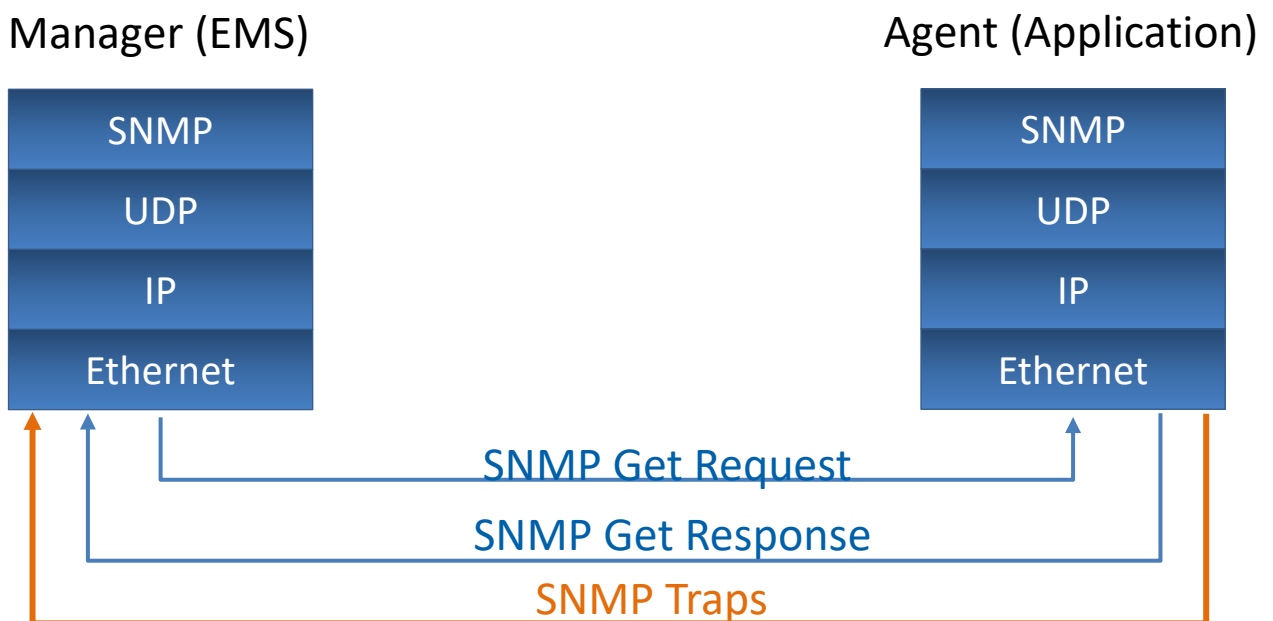 Manager (EMS)
Agent (Application)
SNMP
UDP
IP
Ethernet
SNMP
UDP
IP
Ethernet
SNMP Get Request
SNMP Get Response
SNMP Traps